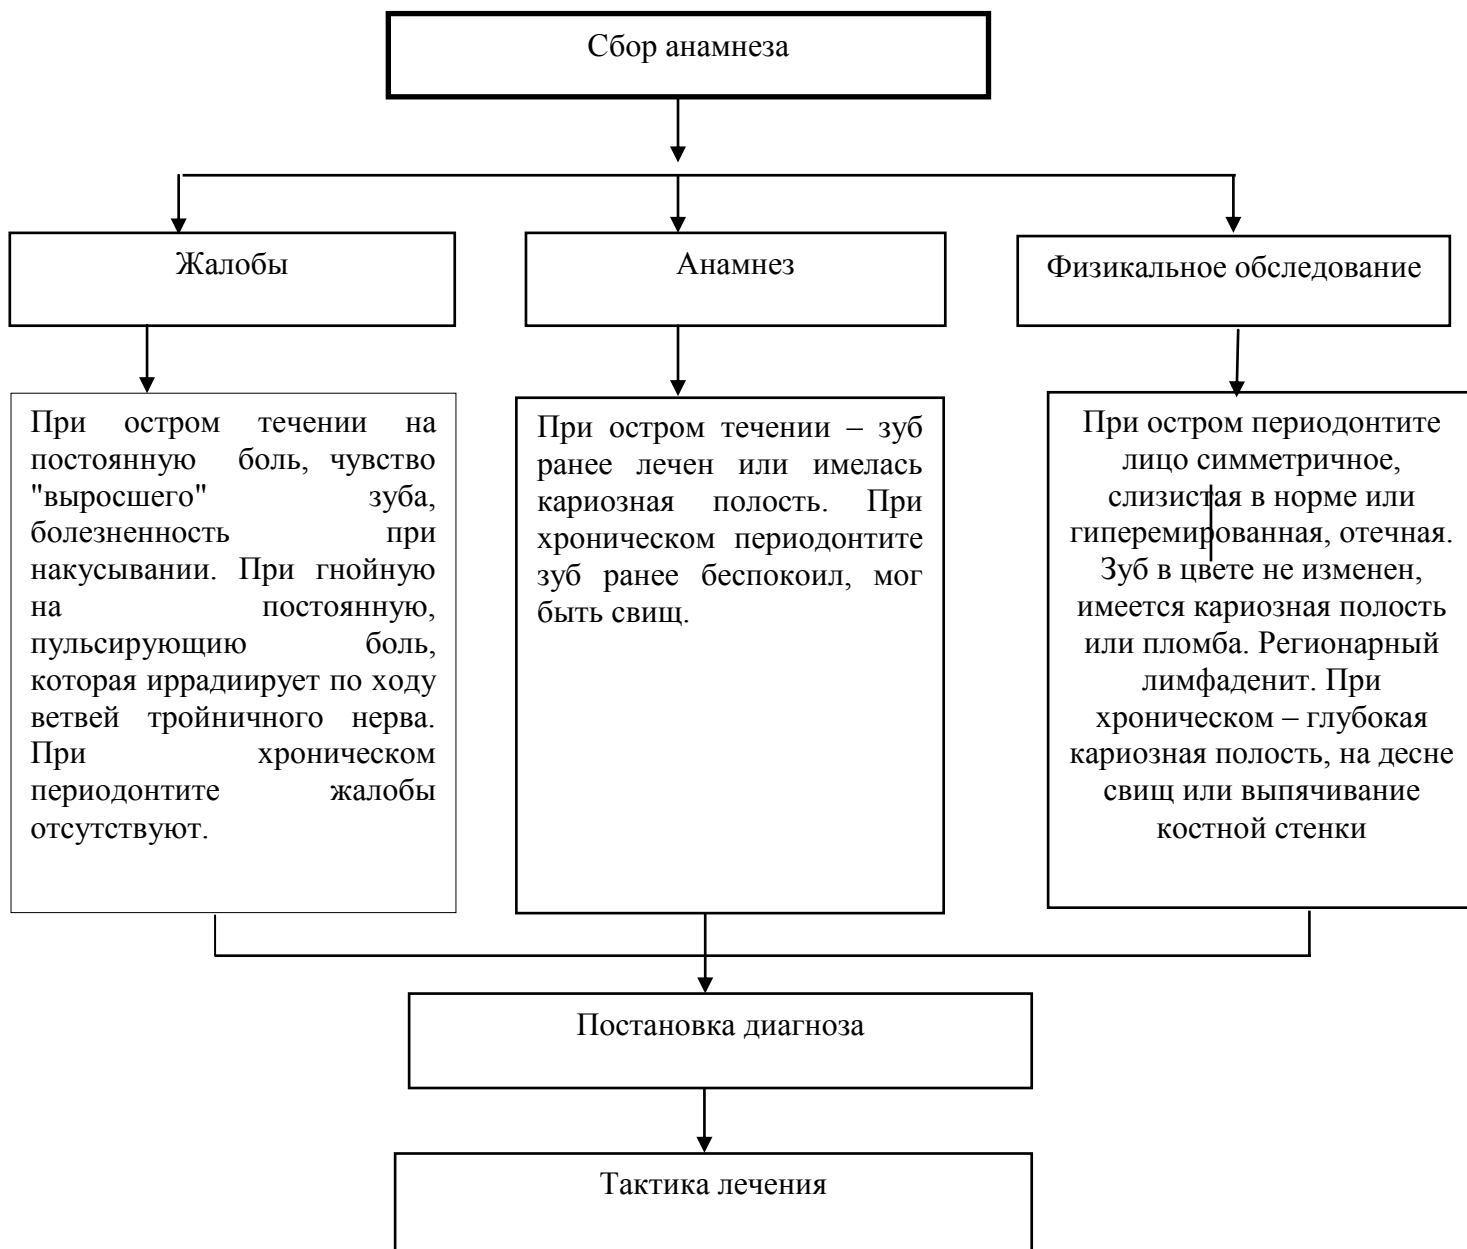 Сбор анамнеза
Жалобы
Анамнез
Физикальное обследование
При остром течении на
постоянную боль, чувство
"выросшего" зуба,
болезненность при
накусывании. При гнойную
на постоянную,
пульсирующию боль,
которая иррадиирует по ходу
ветвей тройничного нерва.
При хроническом
периодонтите жалобы
отсутствуют.
При остром течении – зуб
ранее лечен или имелась
кариозная полость. При
хроническом периодонтите
зуб ранее беспокоил, мог
быть свищ.
При остром периодонтите
лицо симметричное,
слизистая в норме или
гиперемированная, отечная.
Зуб в цвете не изменен,
имеется кариозная полость
или пломба. Регионарный
лимфаденит. При
хроническом – глубокая
кариозная полость, на десне
свищ или выпячивание
костной стенки
Постановка диагноза
Тактика лечения